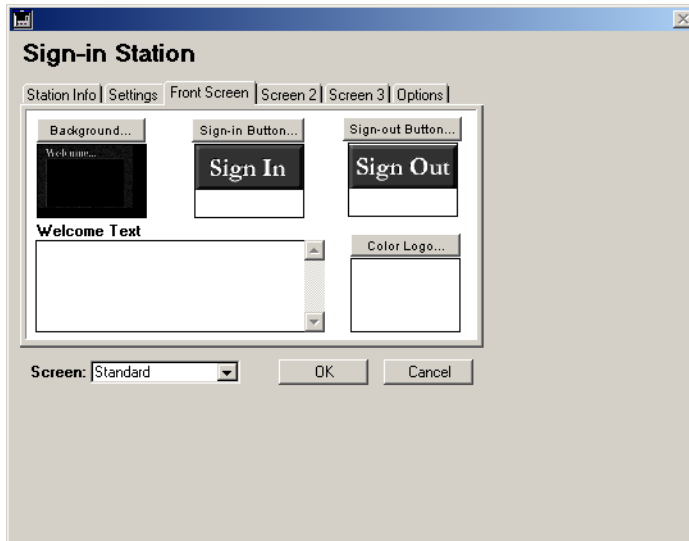 Sign-in Station
Station Info Settings Front Screen Screen 2 Screen 3 Options
Background... Sign-in Button... Sign-out Button...
Welcome...
Sign In Sign Out
Welcome Text
Color Logo...
Screen: Standard OK Cancel